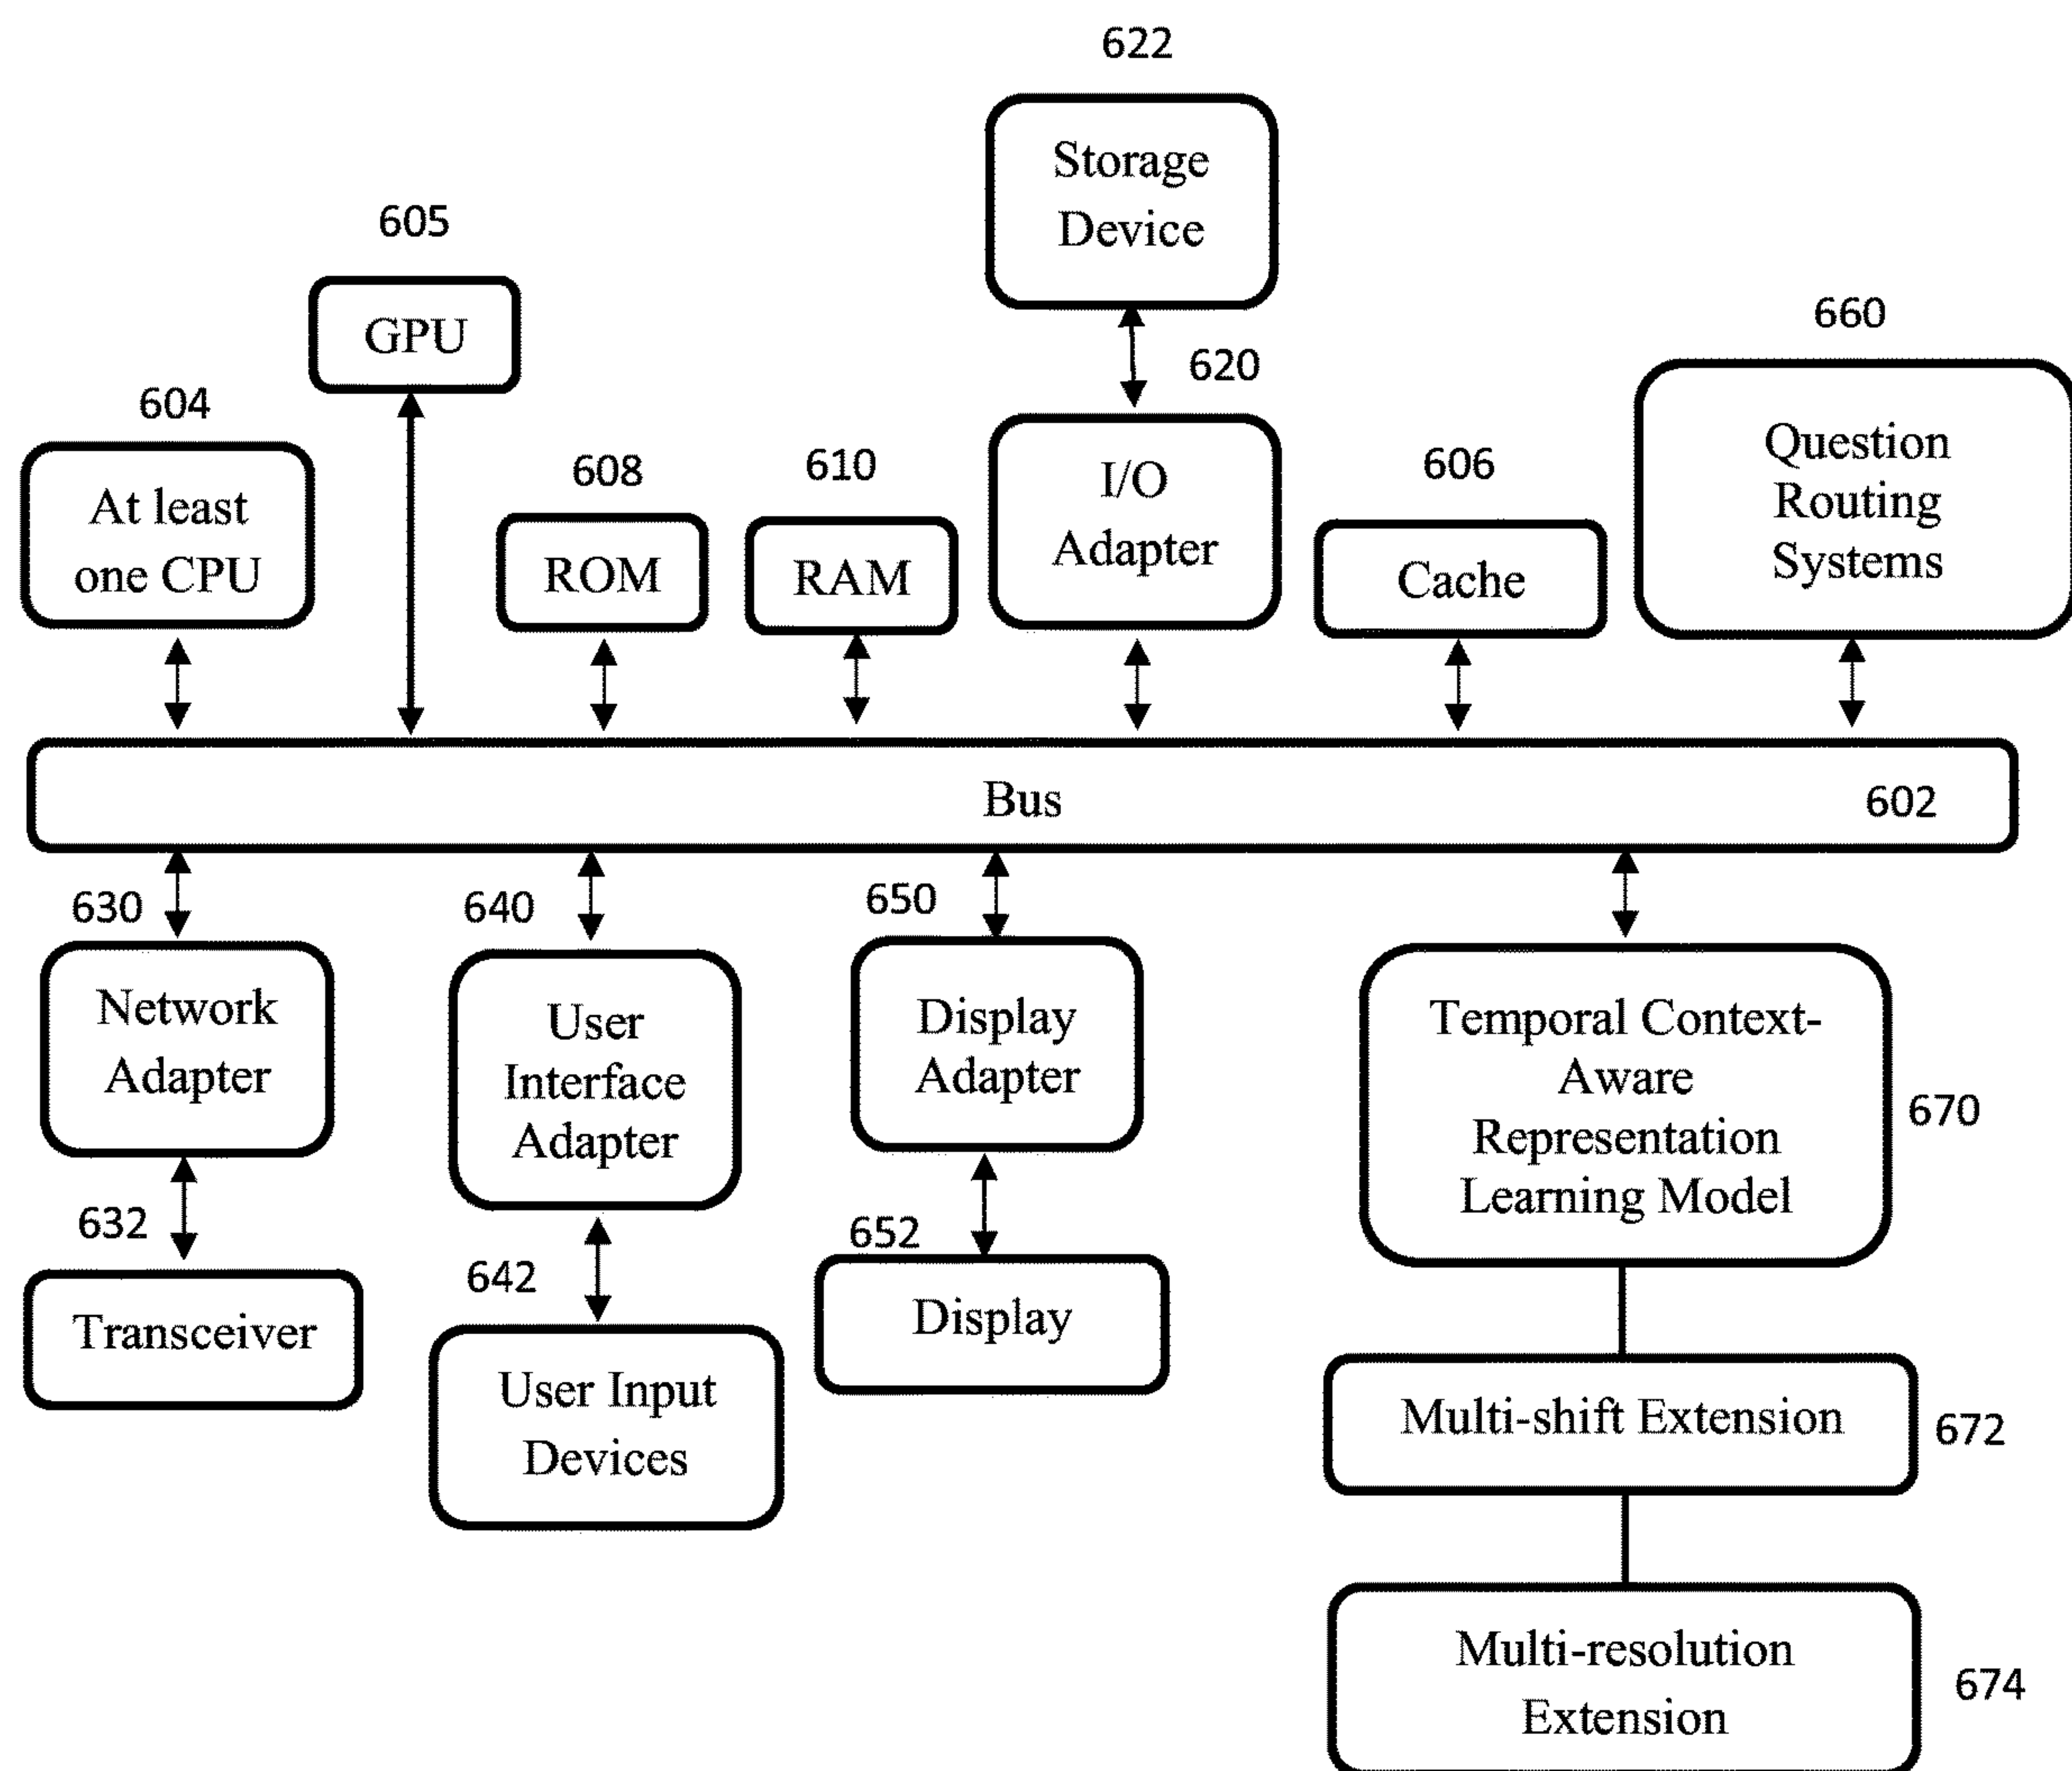 622
Storage
Device
605
GPU
620
660
604
At least
one CPU
608
ROM
610
RAM
I/O
Adapter
606
Cache
Question
Routing
Systems
Bus
602
630
Network
Adapter
640
User
Interface
Adapter
650
Display
Adapter
Temporal Context-
Aware
Representation
Learning Model
670
632
Transceiver
642
User Input
Devices
652
Display
Multi-shift Extension
672
Multi-resolution
Extension
674